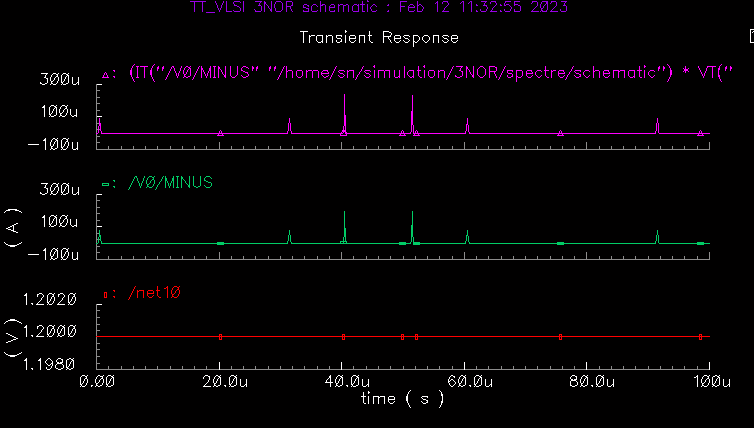 TT_VLSI 3NOR schematic : Feb 12 11:32:55 2023
Transient Response
: (IT("/V0/MINUS" "/home/sn/simulation/3NOR/spectre/schematic") * VT("
300u
100u
-100u
: /V0/MINUS
300u
100u
-100u
( A )
: /net10
1.2020
1.2000
1.1980
( V )
0.00 20.0u 40.0u 60.0u 80.0u 100u
time ( s )